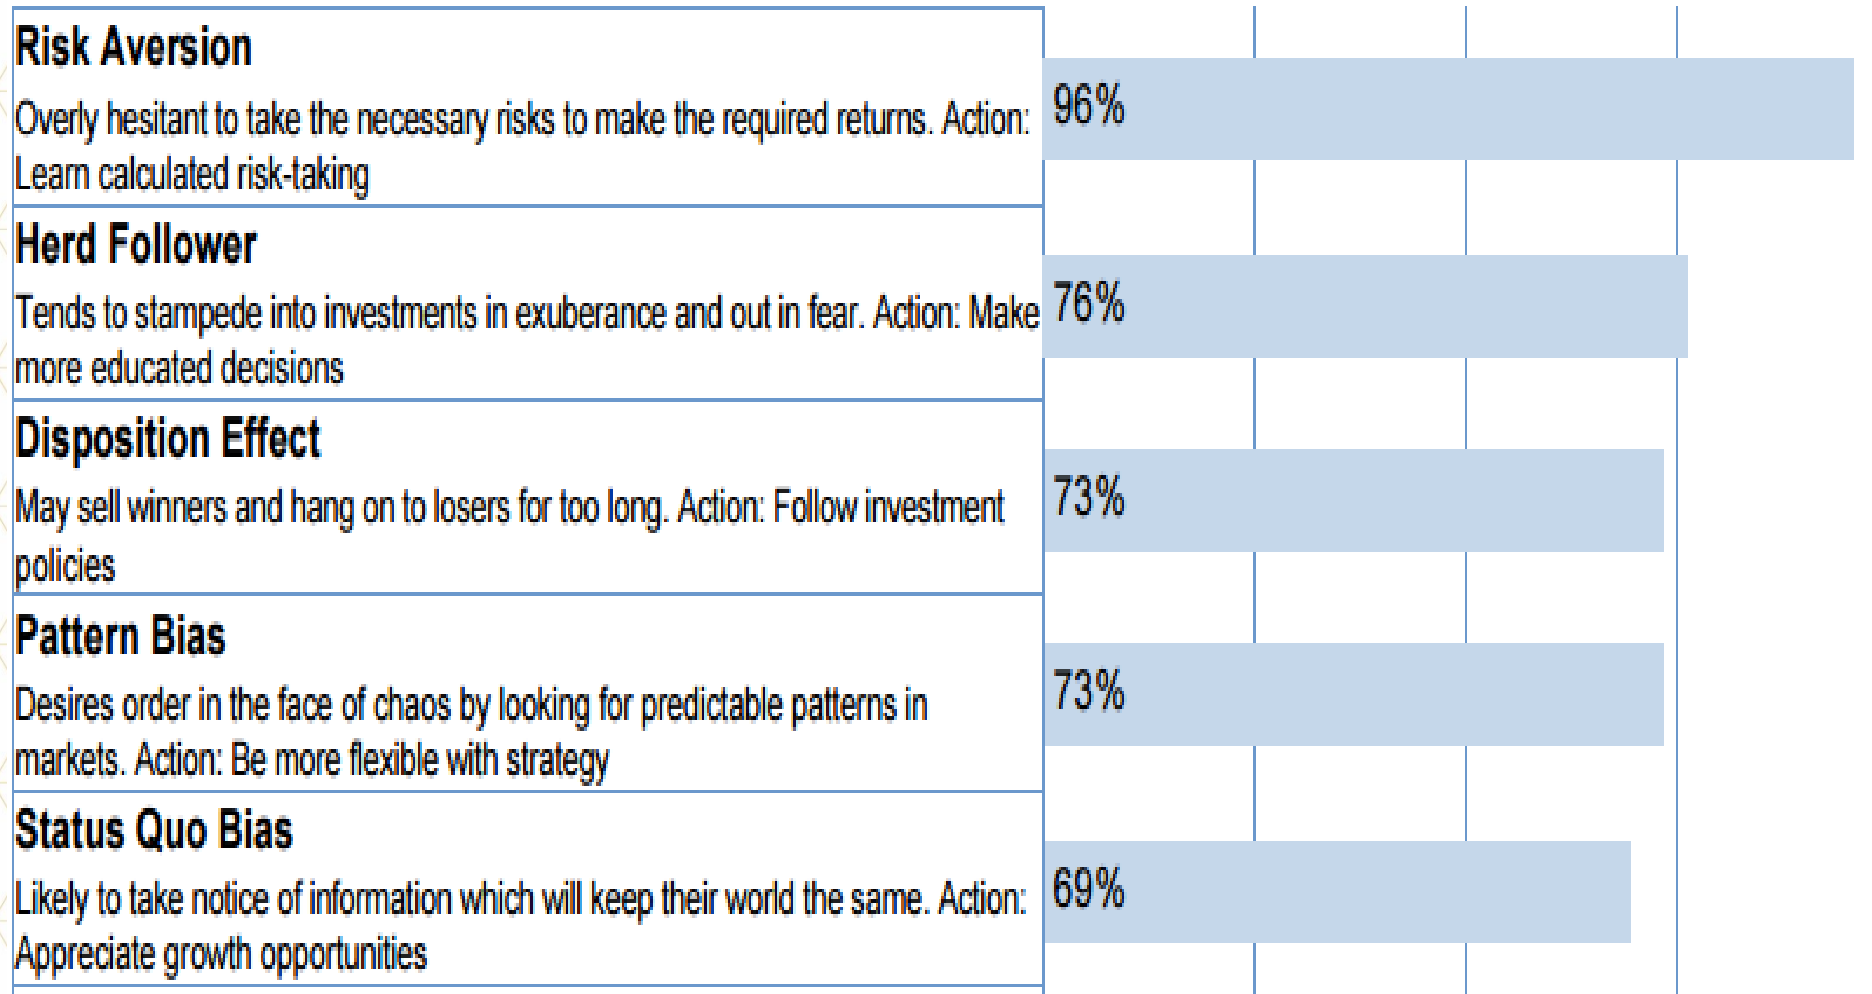 Risk Aversion
Overly hesitant to take the necessary risks to make the required returns. Action:
Learn calculated risk-taking
96%
Herd Follower
Tends to stampede into investments in exuberance and out in fear. Action: Make
more educated decisions
76%
Disposition Effect
May sell winners and hang on to losers for too long. Action: Follow investment
policies
73%
Pattern Bias
Desires order in the face of chaos by looking for predictable patterns in
markets. Action: Be more flexible with strategy
73%
Status Quo Bias
Likely to take notice of information which will keep their world the same. Action:
Appreciate growth opportunities
69%